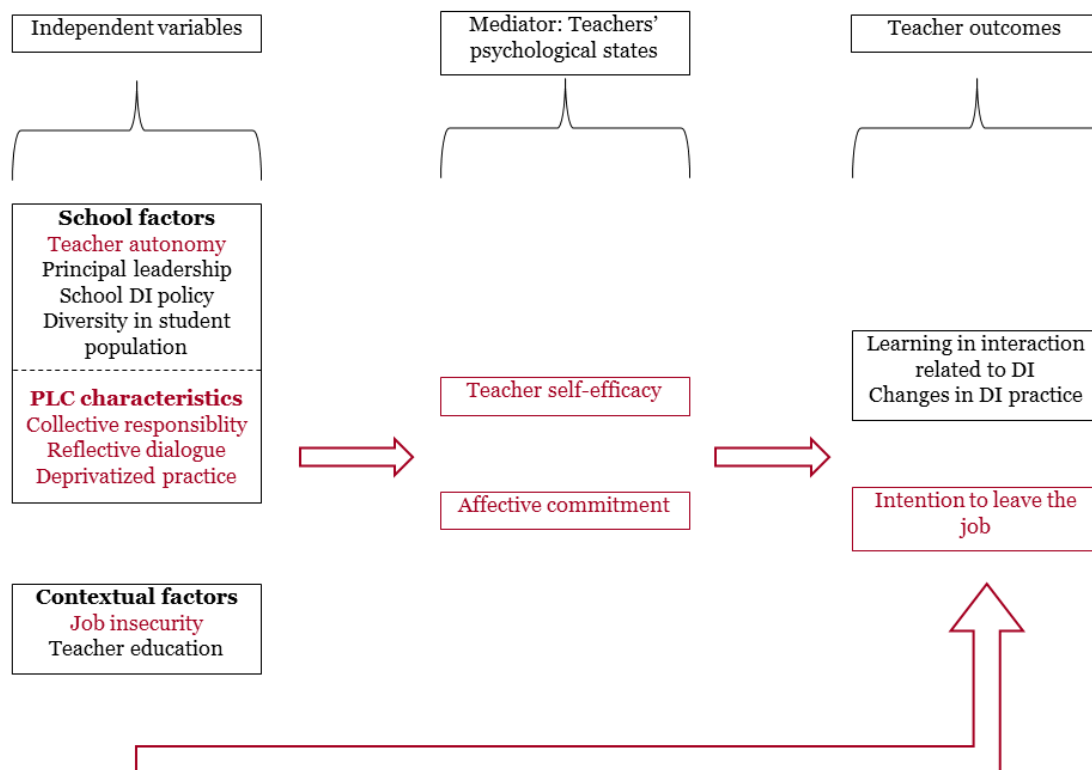 Independent variables
Mediator: Teachers’
psychological states
Teacher outcomes
School factors
Teacher autonomy
Principal leadership
School DI policy
Diversity in student
population
PLC characteristics
Collective responsiblity
Reflective dialogue
Deprivatized practice
Contextual factors
Job insecurity
Teacher education
Teacher self-efficacy
Affective commitment
Learning in interaction
related to DI
Changes in DI practice
Intention to leave the
job